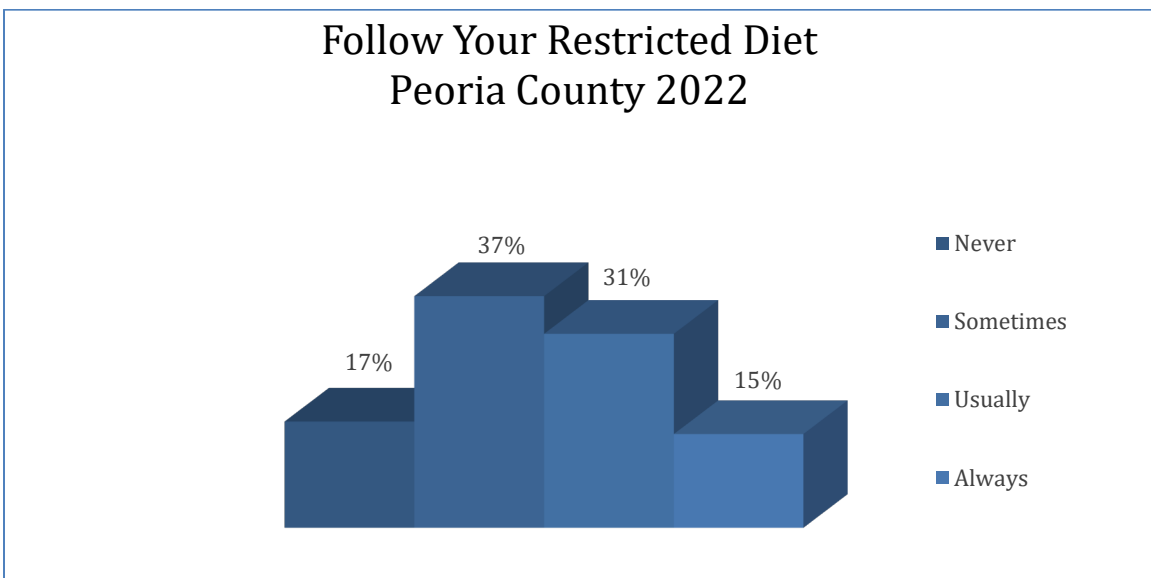 Follow Your Restricted Diet
Peoria County 2022
37%
31%
17%
15%
Never
Sometimes
Usually
Always